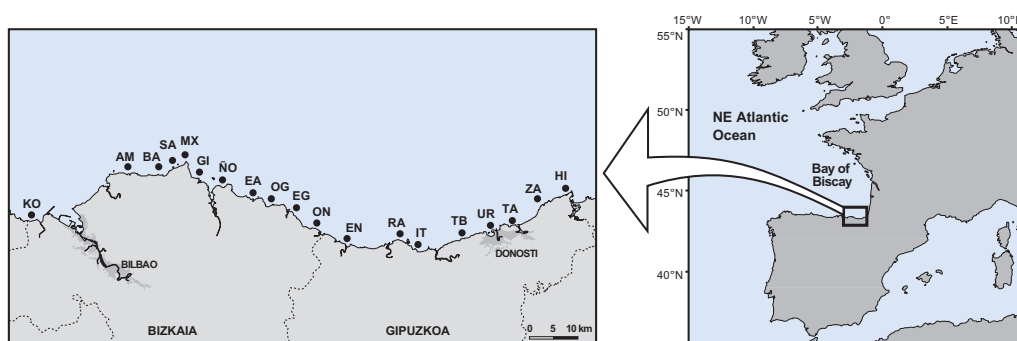 KO
AM
BA
SA
MX
GI
ÑO
EA
OG
EG
ON
EN
RA
IT
TB
UR
TA
ZA
HI
BILBAO
DONOSTI
BIZKAIA
GIPUZKOA
0 5 10 km
15°W 10°W 5°W 0° 5°E 10°E
55°N
50°N
45°N
40°N
NE Atlantic
Ocean
Bay of
Biscay